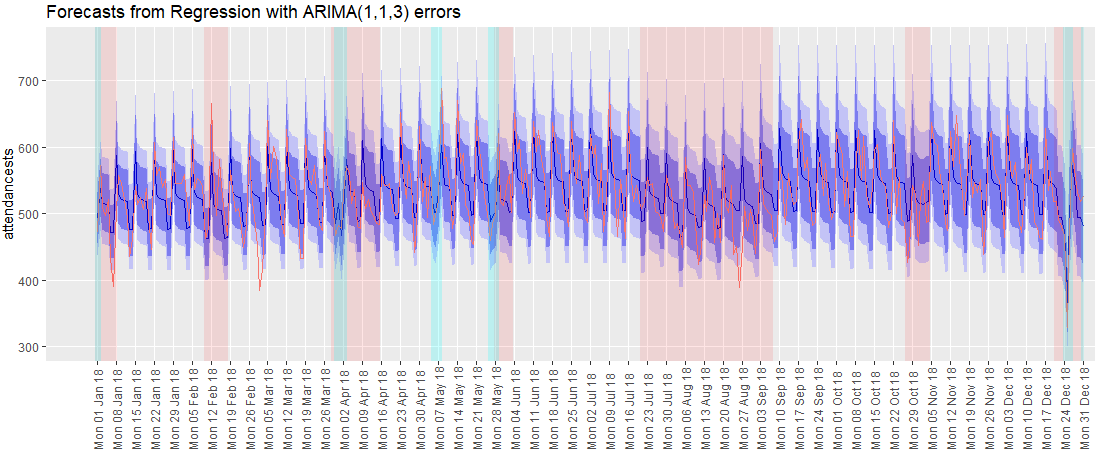 Forecasts from Regression with ARIMA(1,1,3) errors
attendancests
700
600
500
400
300
Mon 01 Jan 18
Mon 08 Jan 18
Mon 15 Jan 18
Mon 22 Jan 18
Mon 29 Jan 18
Mon 05 Feb 18
Mon 12 Feb 18
Mon 19 Feb 18
Mon 26 Feb 18
Mon 05 Mar 18
Mon 12 Mar 18
Mon 19 Mar 18
Mon 26 Mar 18
Mon 02 Apr 18
Mon 09 Apr 18
Mon 16 Apr 18
Mon 23 Apr 18
Mon 30 Apr 18
Mon 07 May 18
Mon 14 May 18
Mon 21 May 18
Mon 28 May 18
Mon 04 Jun 18
Mon 11 Jun 18
Mon 18 Jun 18
Mon 25 Jun 18
Mon 02 Jul 18
Mon 09 Jul 18
Mon 16 Jul 18
Mon 23 Jul 18
Mon 30 Jul 18
Mon 06 Aug 18
Mon 13 Aug 18
Mon 20 Aug 18
Mon 27 Aug 18
Mon 03 Sep 18
Mon 10 Sep 18
Mon 17 Sep 18
Mon 24 Sep 18
Mon 01 Oct 18
Mon 08 Oct 18
Mon 15 Oct 18
Mon 22 Oct 18
Mon 29 Oct 18
Mon 05 Nov 18
Mon 12 Nov 18
Mon 19 Nov 18
Mon 26 Nov 18
Mon 03 Dec 18
Mon 10 Dec 18
Mon 17 Dec 18
Mon 24 Dec 18
Mon 31 Dec 18